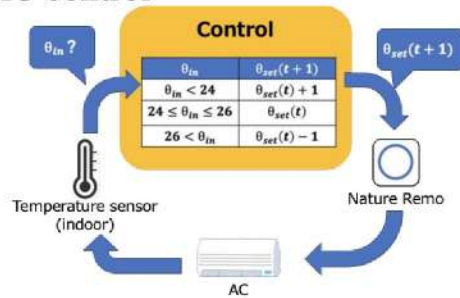 Control
θin ?
θset(t + 1)
θin θset(t + 1)
θin < 24 θset(t) + 1
24 ≤ θin ≤ 26 θset(t)
26 < θin θset(t) − 1
Temperature sensor
(indoor)
Nature Remo
AC